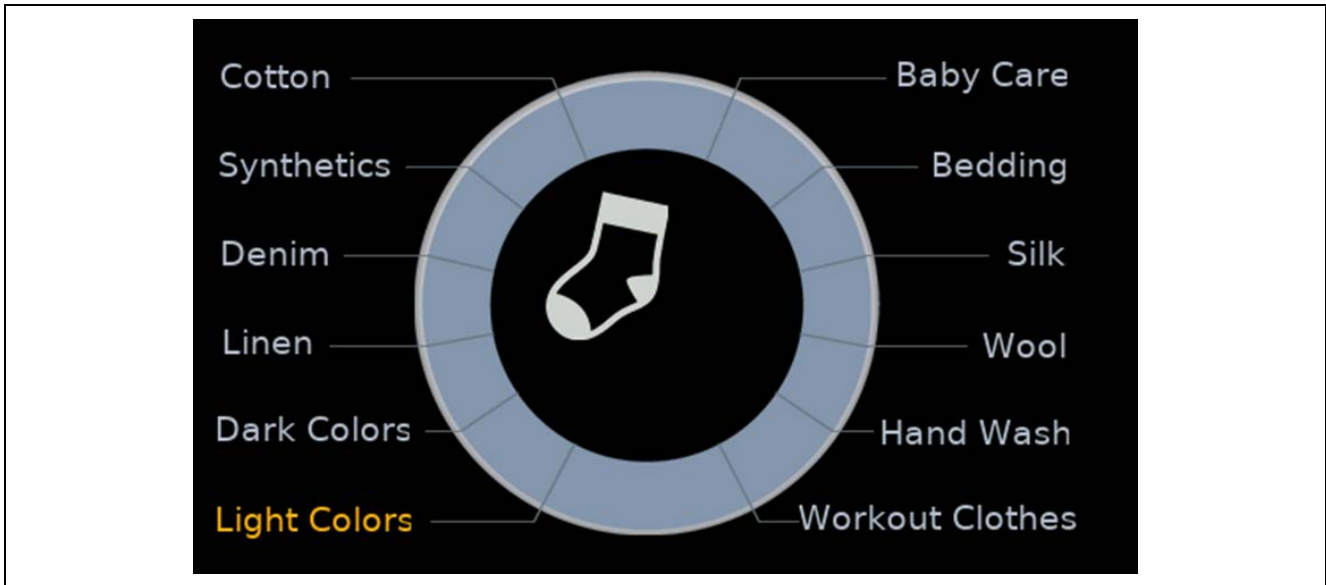 Cotton
Synthetics
Denim
Linen
Dark Colors
Light Colors
Baby Care
Bedding
Silk
Wool
Hand Wash
Workout Clothes